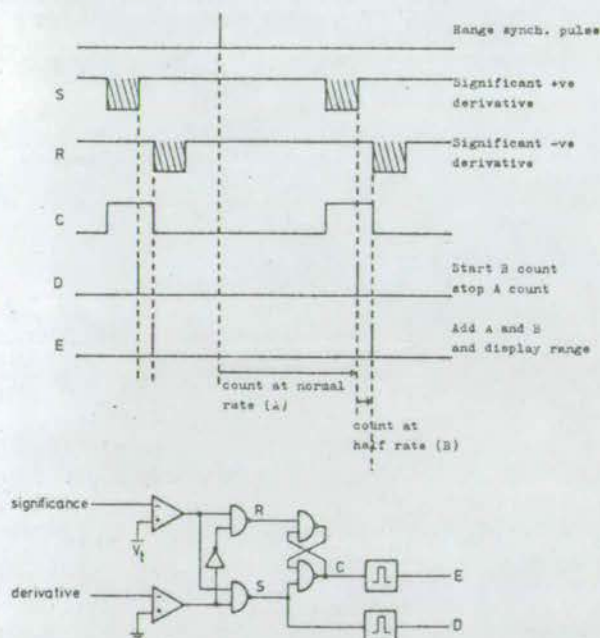 Range synch. pulse
S
Significant +ve
derivative
R
Significant -ve
derivative
C
D
Start B count
stop A count
E
Add A and B
and display range
count at normal
rate (A)
count at
half rate (B)
significance
R
V_t
C
E
derivative
S
D